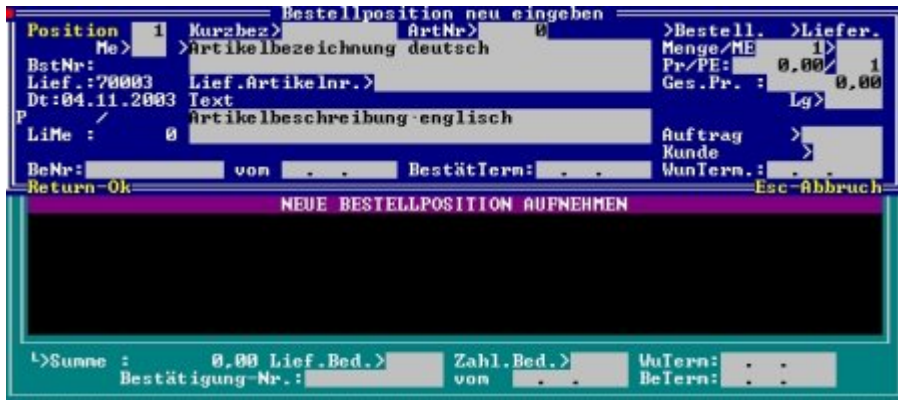 Bestellposition neu eingeben
Position 1 Kurzbez> ArtNr> 0 >Bestell. >Liefer.
Me> >Artikelbezeichnung deutsch Menge/ME 1>
BstNr: Pr/PE: 0,00/ 1
Lief.:70003 Lief.Artikelnr.> Ges.Pr. : 0,00
Dt:04.11.2003 Text Lg>
P / Artikelbeschreibung englisch
LiMe : 0 Auftrag >
Kunde >
BeNr: von . . BestätTerm: . . WunTerm.: . .
Return-Ok Esc-Abbruch
NEUE BESTELLPOSITION AUFNEHMEN
└>Summe : 0,00 Lief.Bed.> Zahl.Bed.> WuTerm: . .
Bestätigung-Nr.: vom . . BeTerm: . .